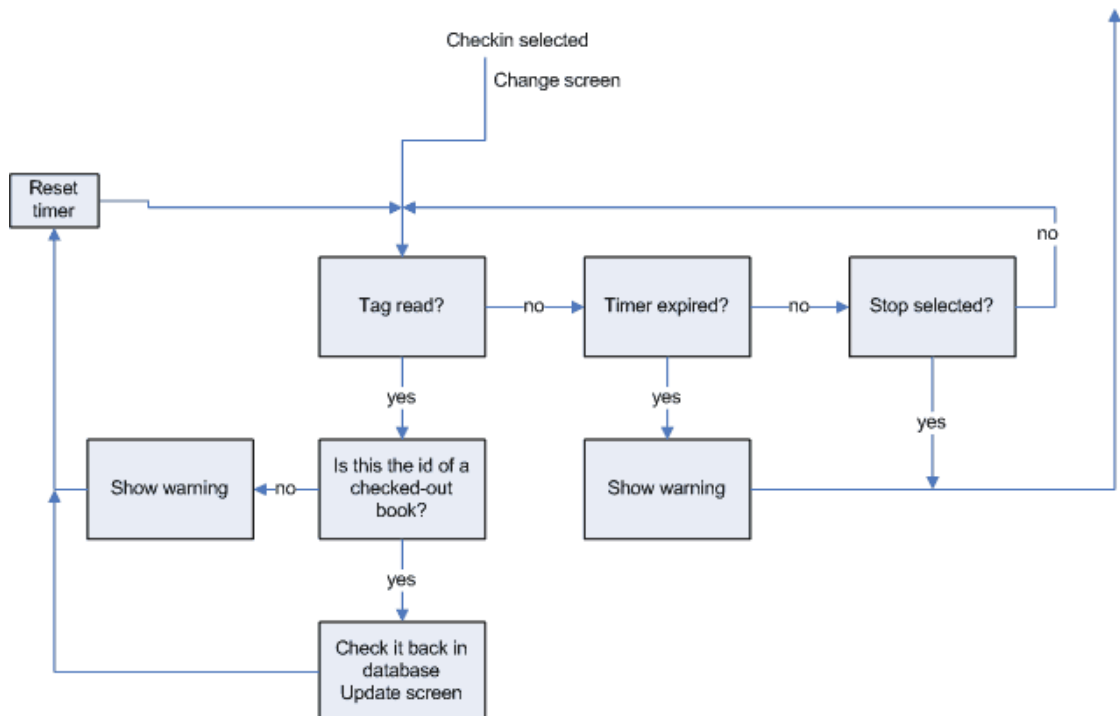 Checkin selected
Change screen
Reset
timer
no
Tag read?
no
Timer expired?
no
Stop selected?
yes
yes
yes
Show warning
no
Is this the id of a
checked-out
book?
Show warning
yes
Check it back in
database
Update screen